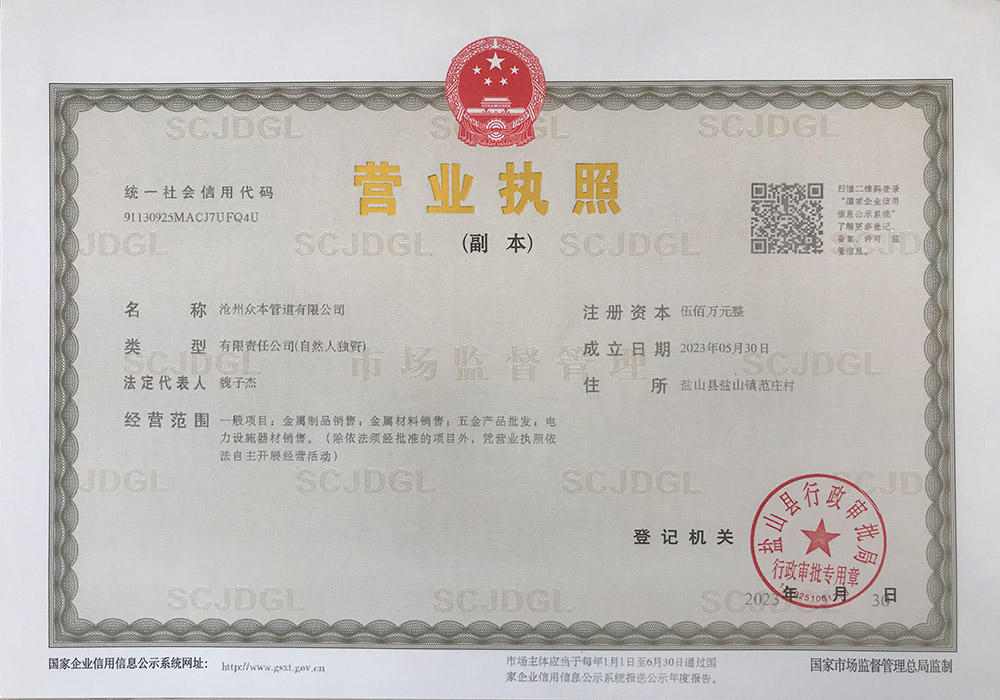 营业执照
(副 本)
统一社会信用代码
91130925MACJ7UFQ4U
扫描二维码登录
“国家企业信用
信息公示系统”
了解更多登记、
备案、许可、监
管信息。
名 称 沧州众本管道有限公司
类 型 有限责任公司(自然人独资)
法定代表人 魏子杰
经营范围 一般项目:金属制品销售;金属材料销售;五金产品批发;电
力设施器材销售。(除依法须经批准的项目外,凭营业执照依
法自主开展经营活动)
注册资本 伍佰万元整
成立日期 2023年05月30日
住 所 盐山县盐山镇范庄村
市场监督管理
SCJDGL
登记机关
盐山县行政审批局
行政审批专用章
2023年 月30日
国家企业信用信息公示系统网址: http://www.gsxt.gov.cn
市场主体应当于每年1月1日至6月30日通过国
家企业信用信息公示系统报送公示年度报告。
国家市场监督管理总局监制